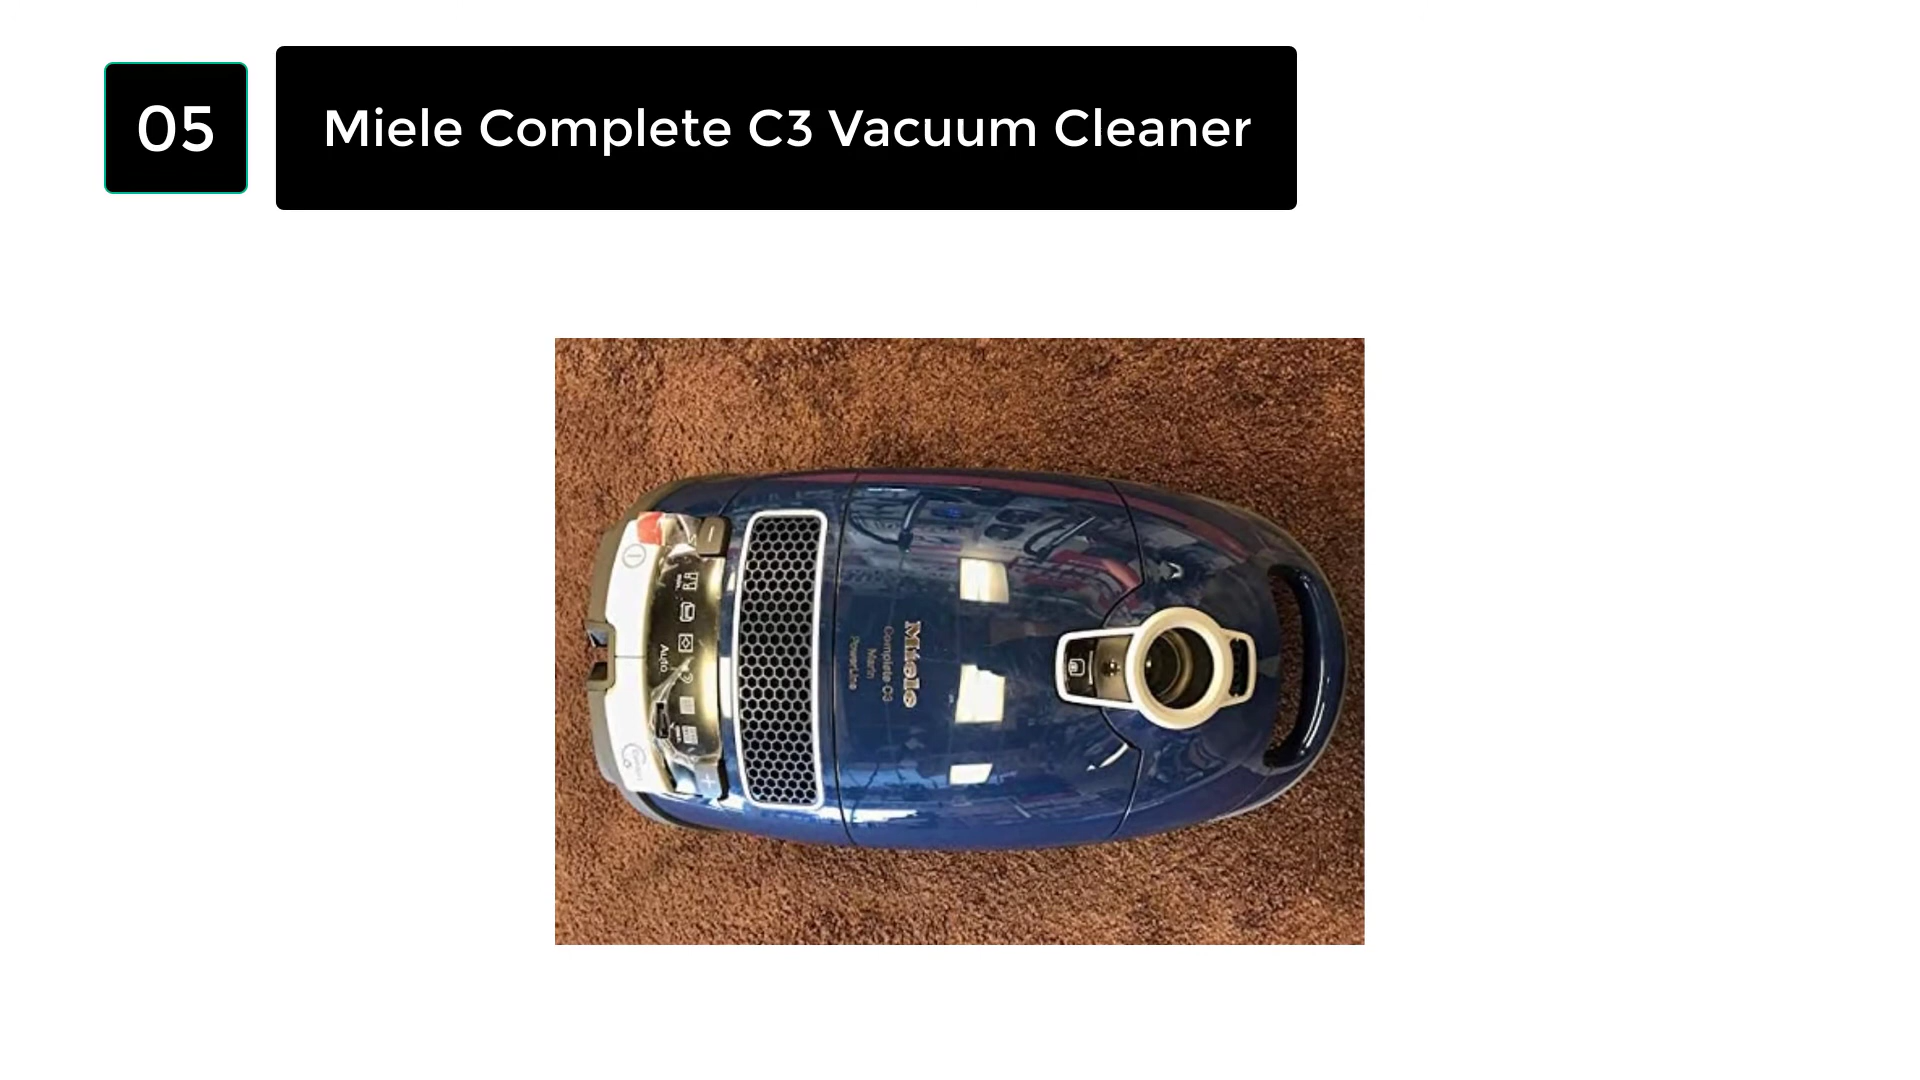 05
Miele Complete C3 Vacuum Cleaner
Miele
Complete C3
Marin
PowerLine
Auto